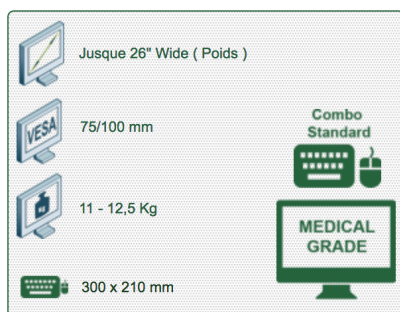 Jusque 26" Wide ( Poids )
VESA
75/100 mm
Combo
Standard
KG
11 - 12,5 Kg
MEDICAL
GRADE
300 x 210 mm